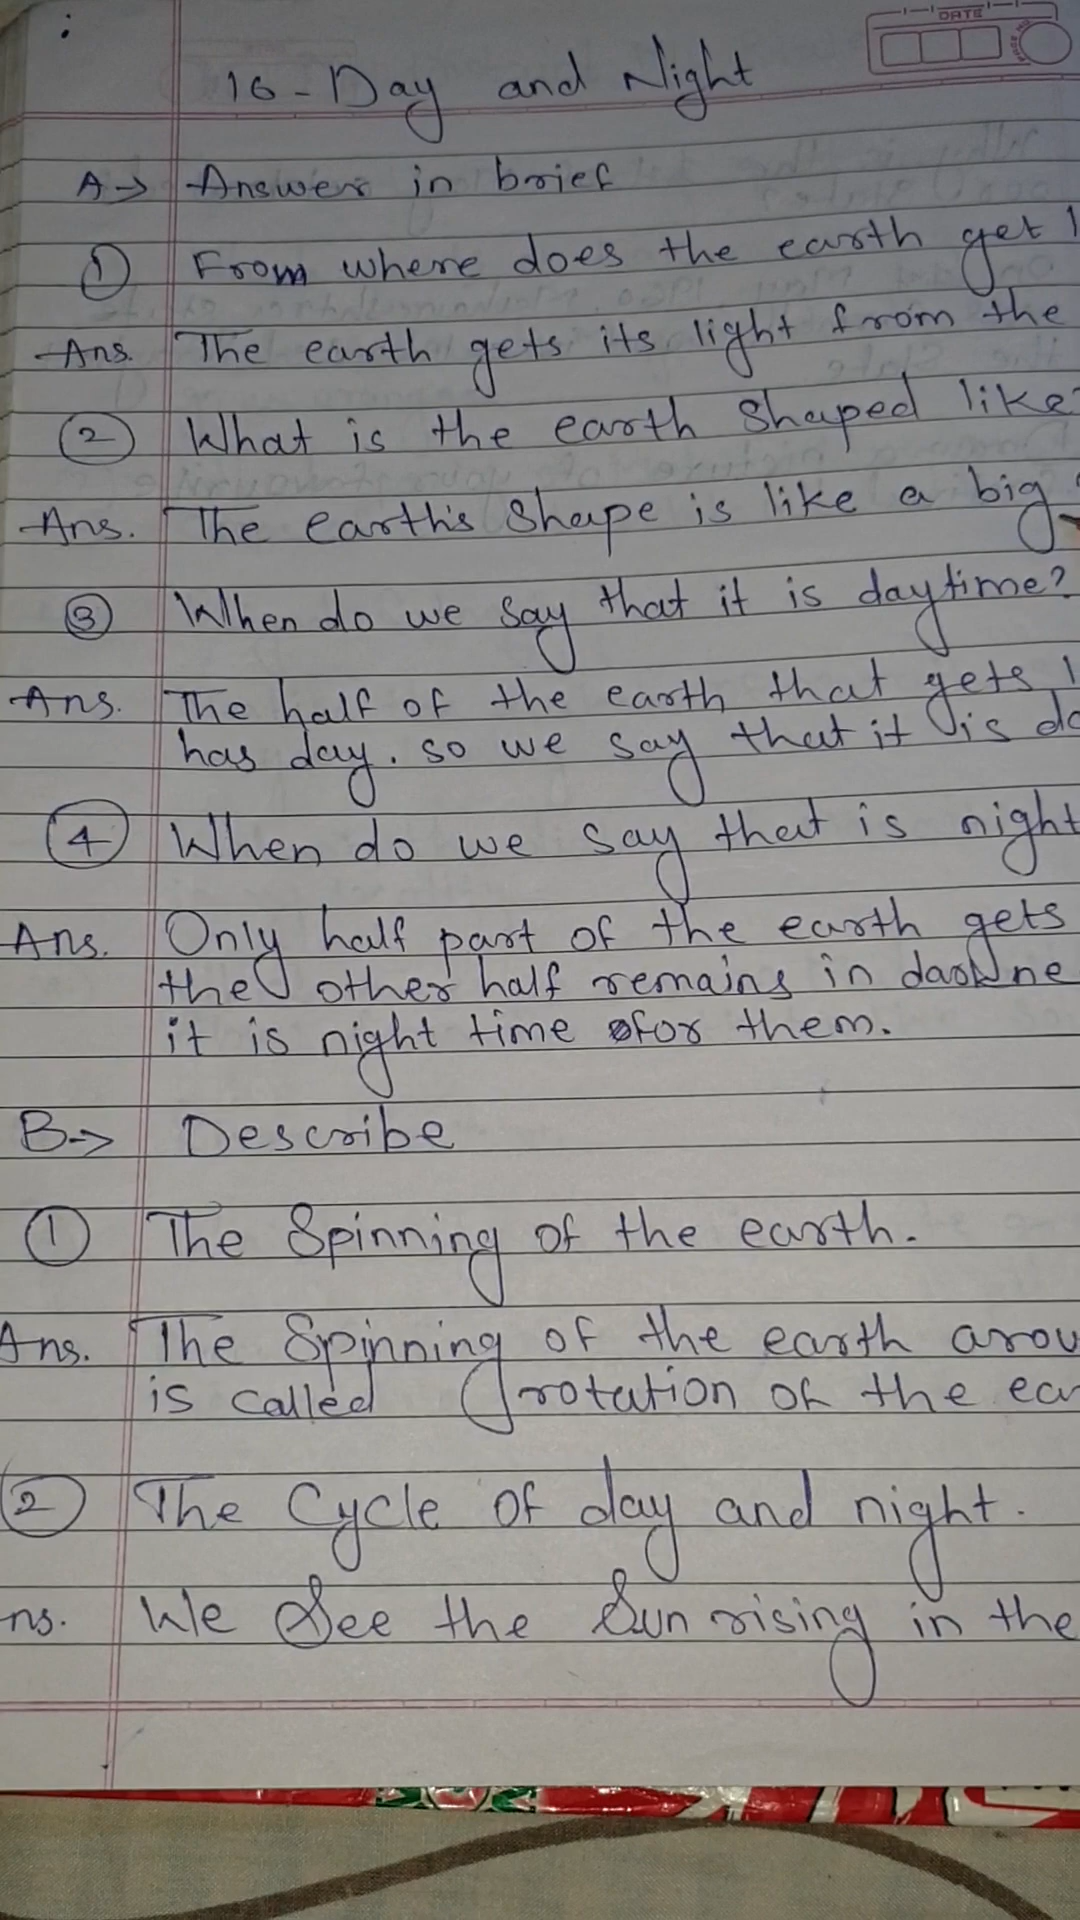 DATE
16 - Day and Night
A-> Answer in brief
① From where does the earth get
Ans. The earth gets its light from the
② What is the earth shaped like
Ans. The earth's shape is like a big
③ When do we say that it is daytime?
Ans. The half of the earth that gets
has day. so we say that it is
④ When do we say that is night
Ans. Only half part of the earth gets
the other half remains in
it is night time for them.
B-> Describe
① The Spinning of the earth.
Ans. The Spinning of the earth
is called rotation of the
② The Cycle of day and night.
ns. We See the Sun rising in the